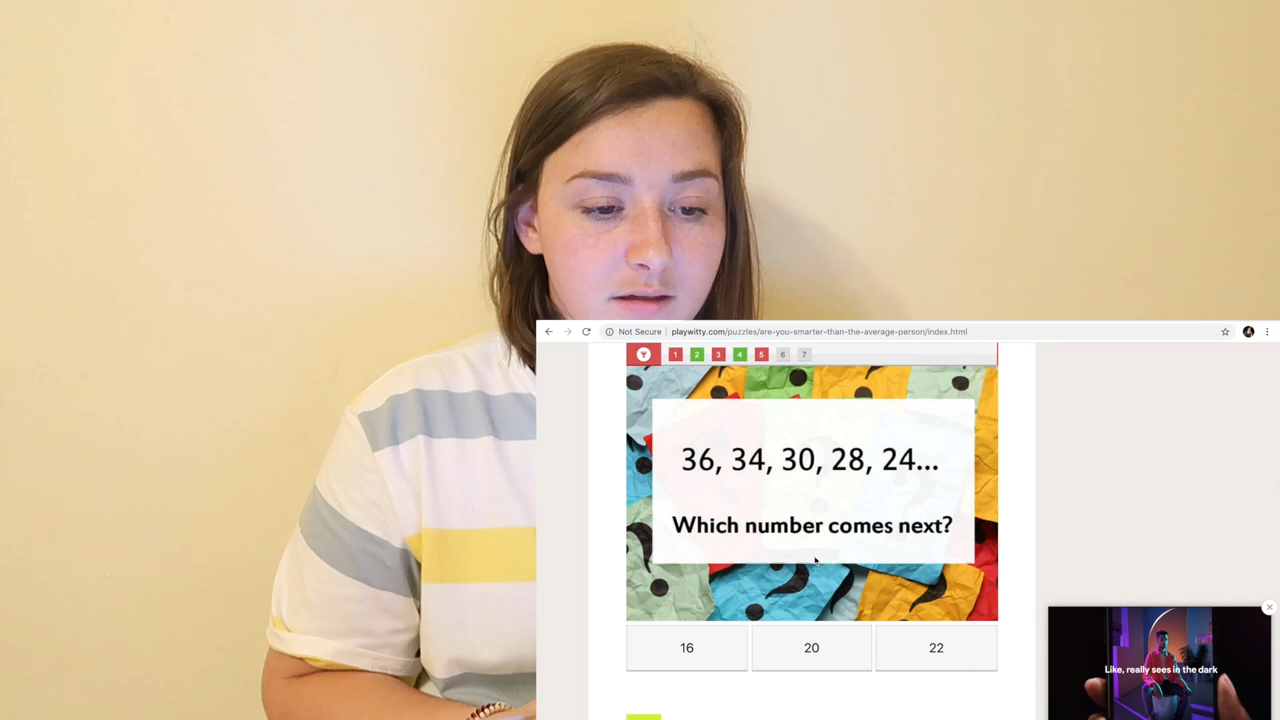 Not Secure
playwitty.com/puzzles/are-you-smarter-than-the-average-person/index.html
1 2 3 4 5 6 7
36, 34, 30, 28, 24...
Which number comes next?
16 20 22
Like, really sees in the dark